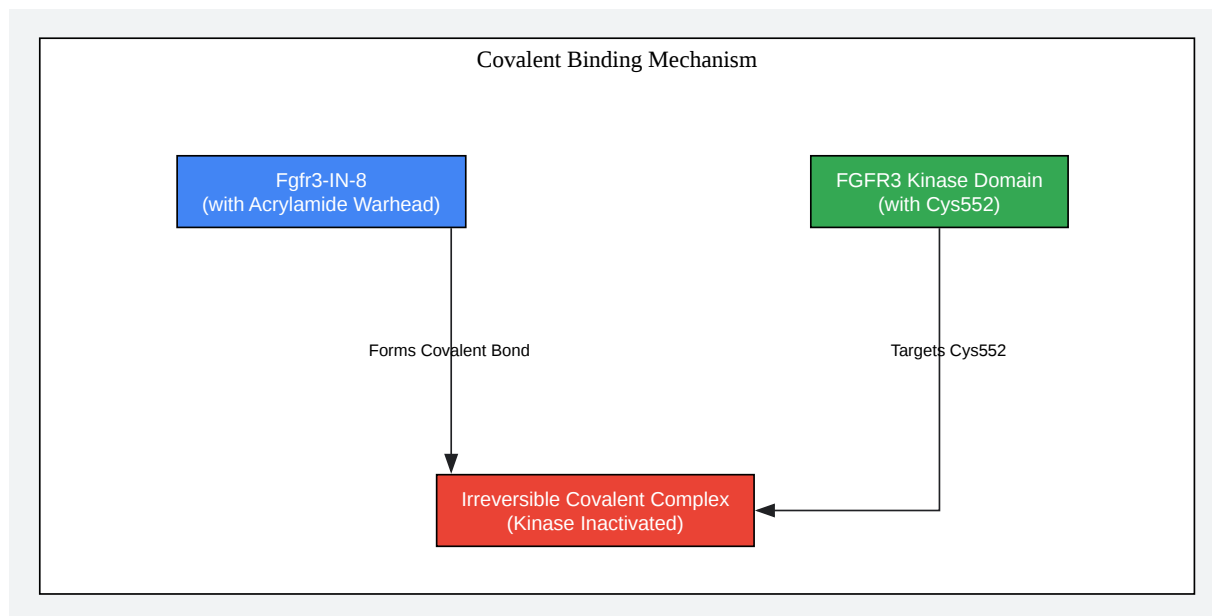 Covalent Binding Mechanism
Fgfr3-IN-8
(with Acrylamide Warhead)
FGFR3 Kinase Domain
(with Cys552)
Forms Covalent Bond
Targets Cys552
Irreversible Covalent Complex
(Kinase Inactivated)